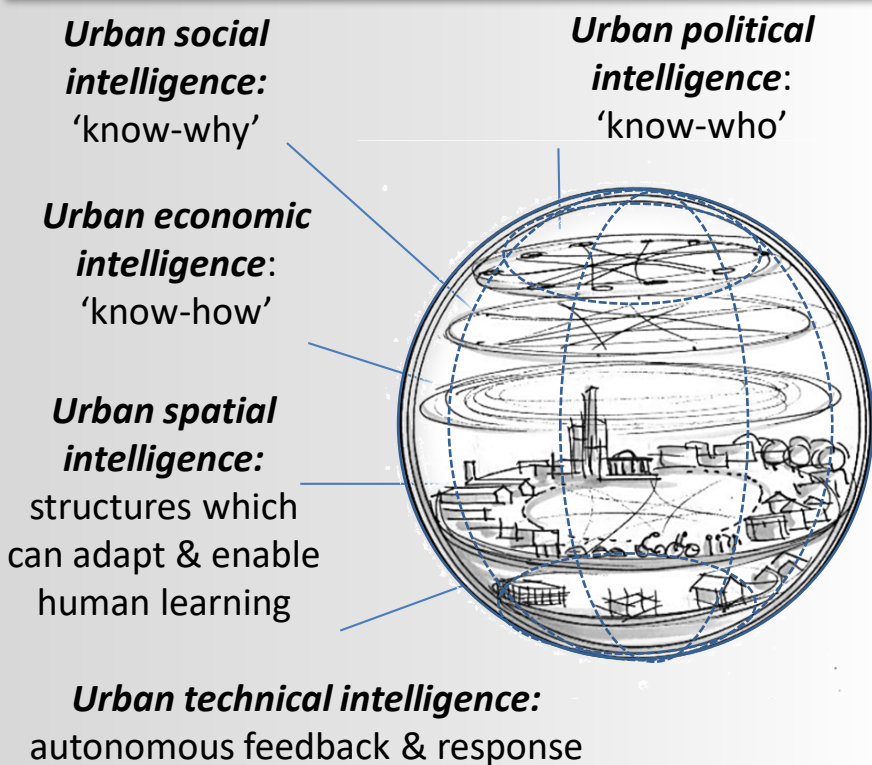 Urban social
intelligence:
‘know-why’
Urban political
intelligence:
‘know-who’
Urban economic
intelligence:
‘know-how’
Urban spatial
intelligence:
structures which
can adapt & enable
human learning
Urban technical intelligence:
autonomous feedback & response